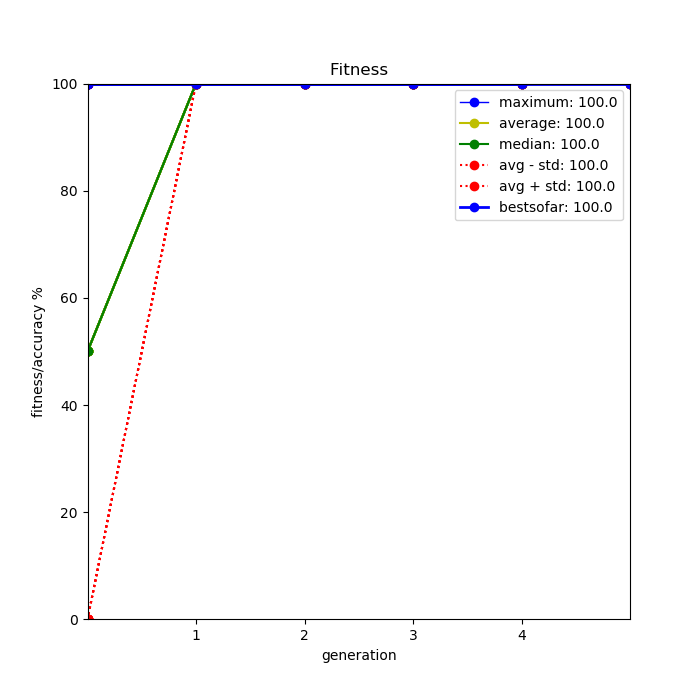 Fitness
100
80
60
40
20
0
fitness/accuracy %
maximum: 100.0
average: 100.0
median: 100.0
avg - std: 100.0
avg + std: 100.0
bestsofar: 100.0
1 2 3 4
generation